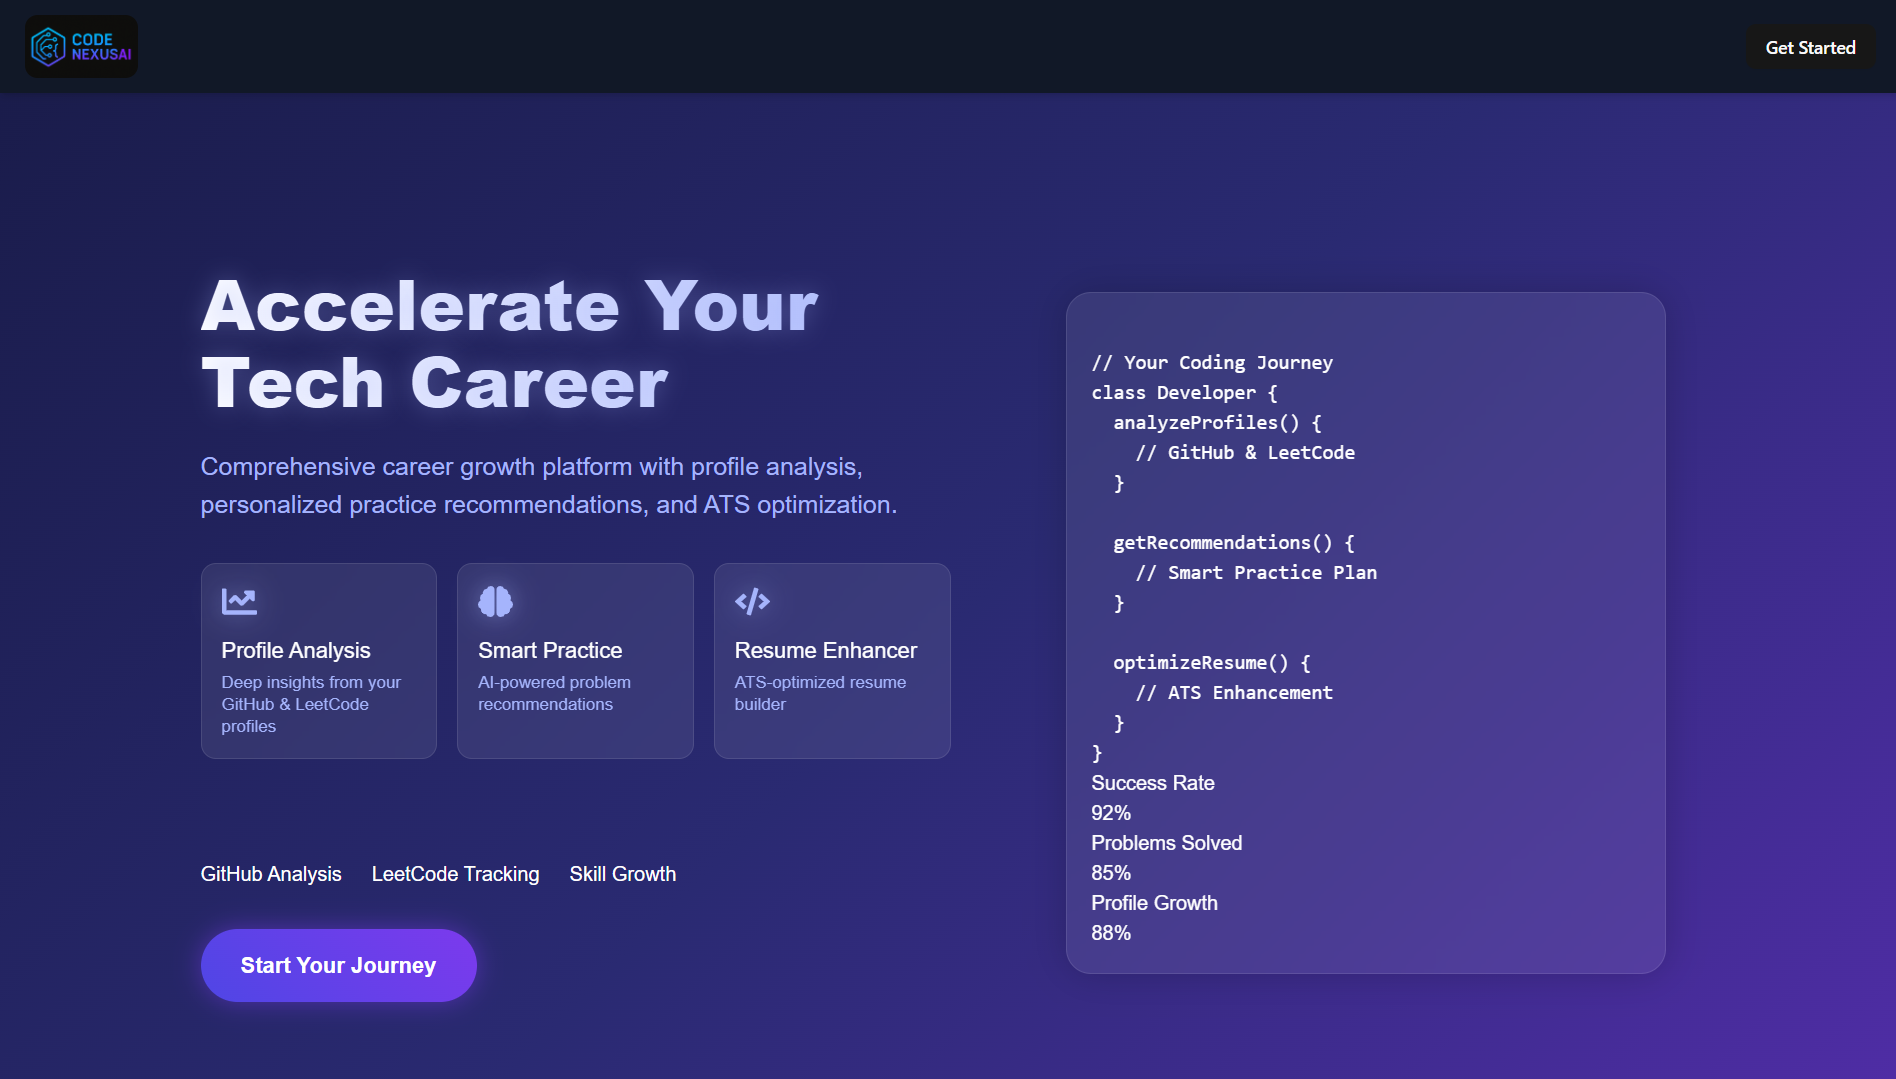 CODE
NEXUSAI
Get Started
Accelerate Your
Tech Career
Comprehensive career growth platform with profile analysis,
personalized practice recommendations, and ATS optimization.
Profile Analysis
Deep insights from your
GitHub & LeetCode
profiles
Smart Practice
AI-powered problem
recommendations
Resume Enhancer
ATS-optimized resume
builder
GitHub Analysis
LeetCode Tracking
Skill Growth
Start Your Journey
// Your Coding Journey
class Developer {
  analyzeProfiles() {
    // GitHub & LeetCode
  }

  getRecommendations() {
    // Smart Practice Plan
  }

  optimizeResume() {
    // ATS Enhancement
  }
}
Success Rate
92%
Problems Solved
85%
Profile Growth
88%